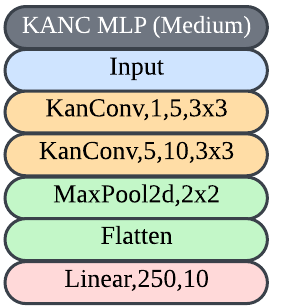 KANC MLP (Medium)
Input
KanConv,1,5,3x3
KanConv,5,10,3x3
MaxPool2d,2x2
Flatten
Linear,250,10